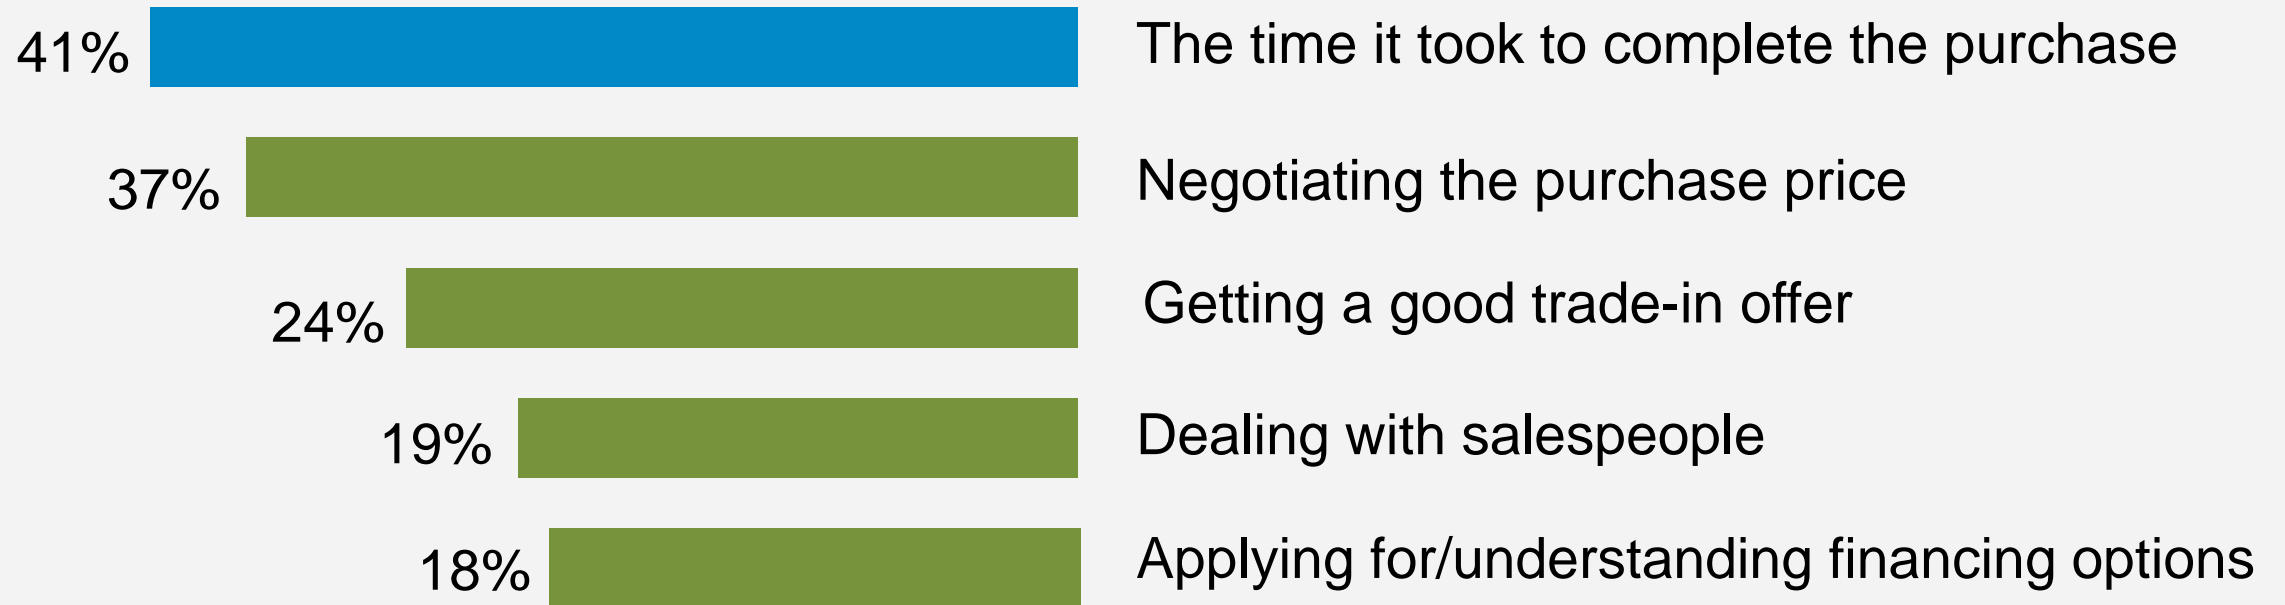 41% The time it took to complete the purchase
37% Negotiating the purchase price
24% Getting a good trade-in offer
19% Dealing with salespeople
18% Applying for/understanding financing options